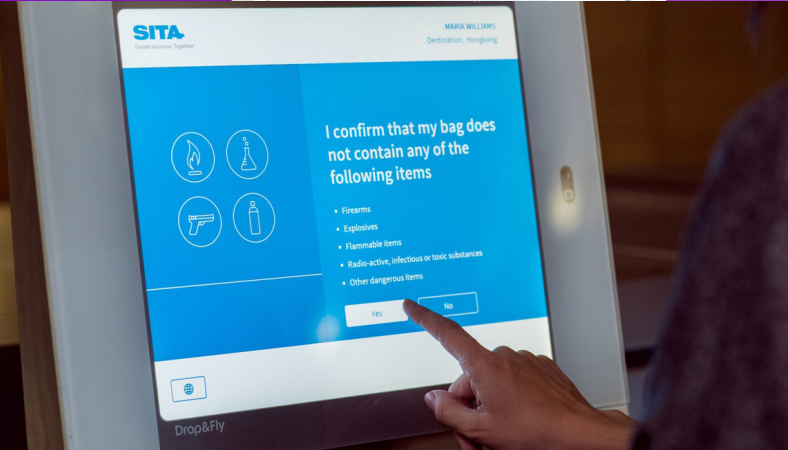 SITA
Create success. Together
MARIA WILLIAMS
Destination: Hongkong
I confirm that my bag does
not contain any of the
following items
• Firearms
• Explosives
• Flammable items
• Radio-active, infectious or toxic substances
• Other dangerous items
Yes
No
Drop&Fly